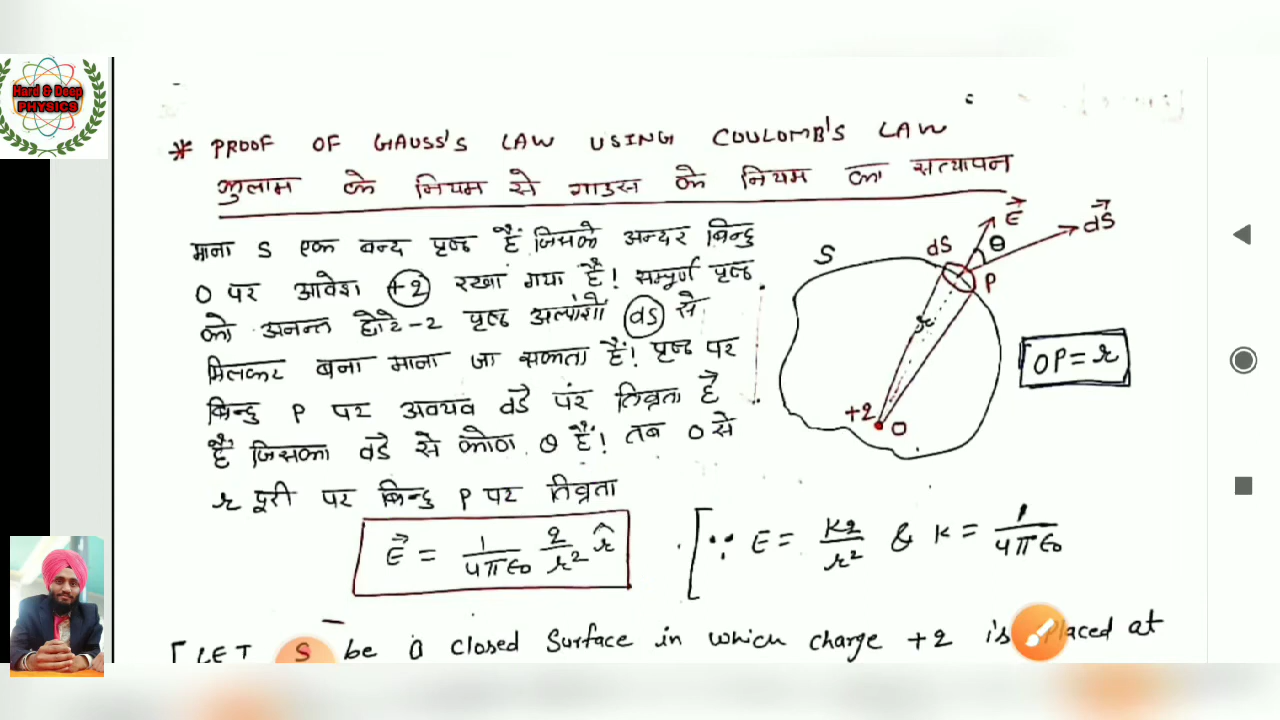 Hard & Deep
PHYSICS
* PROOF OF GAUSS'S LAW USING COULOMB'S LAW
कुलाम के नियम से गाउस के नियम का सत्यापन
माना S एक बन्द पृष्ठ हैं जिसके अन्दर बिन्दु
O पर आवेश +q रखा गया है! सम्पूर्ण पृष्ठ
को अनन्त छोटे-2 पृष्ठ अल्पांशो dS से
मिलकर बना माना जा सकता हैं! पृष्ठ पर
बिन्दु P पर अवयव वडै पंर तिव्रता है
हैं जिसका वडै से कोण θ हैं! तब O से
r दूरी पर बिन्दु P पर तिव्रता
E⃗ = 1/4πε₀ q/r² r̂
[∵ E = Kq/r² & K = 1/4πε₀
S
dS
E⃗
θ
dS⃗
P
r
+q
O
OP = r
[LET S be a closed Surface in which charge +q is placed at